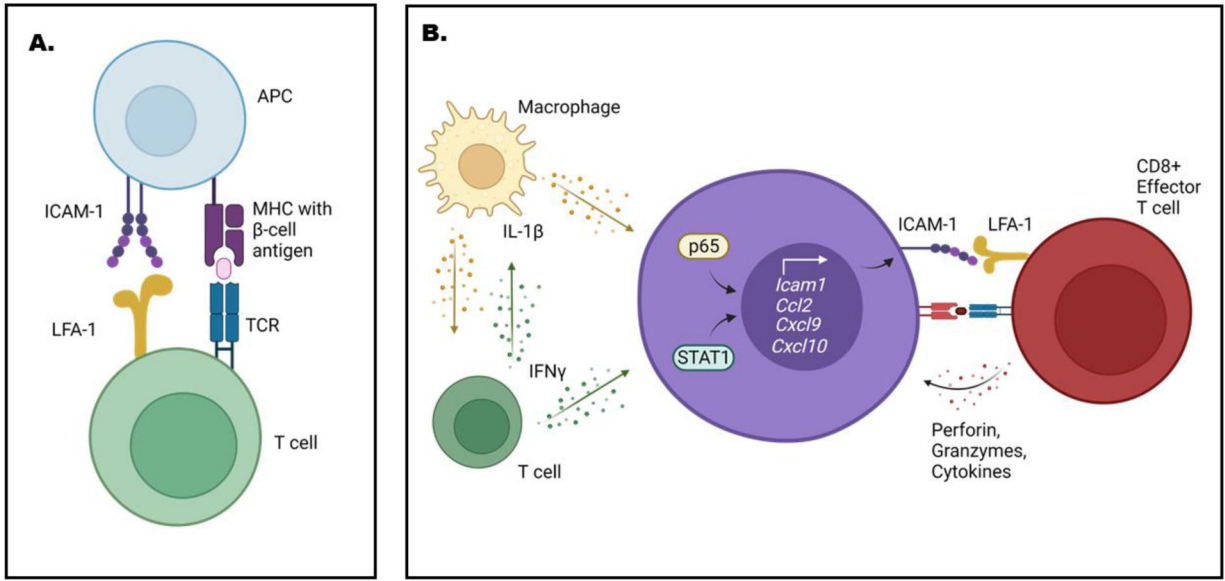 A.
APC
ICAM-1
MHC with
β-cell
antigen
LFA-1
TCR
T cell
B.
Macrophage
IL-1β
IFNγ
T cell
p65
STAT1
Icam1
Ccl2
Cxcl9
Cxcl10
ICAM-1
LFA-1
CD8+
Effector
T cell
Perforin,
Granzymes,
Cytokines